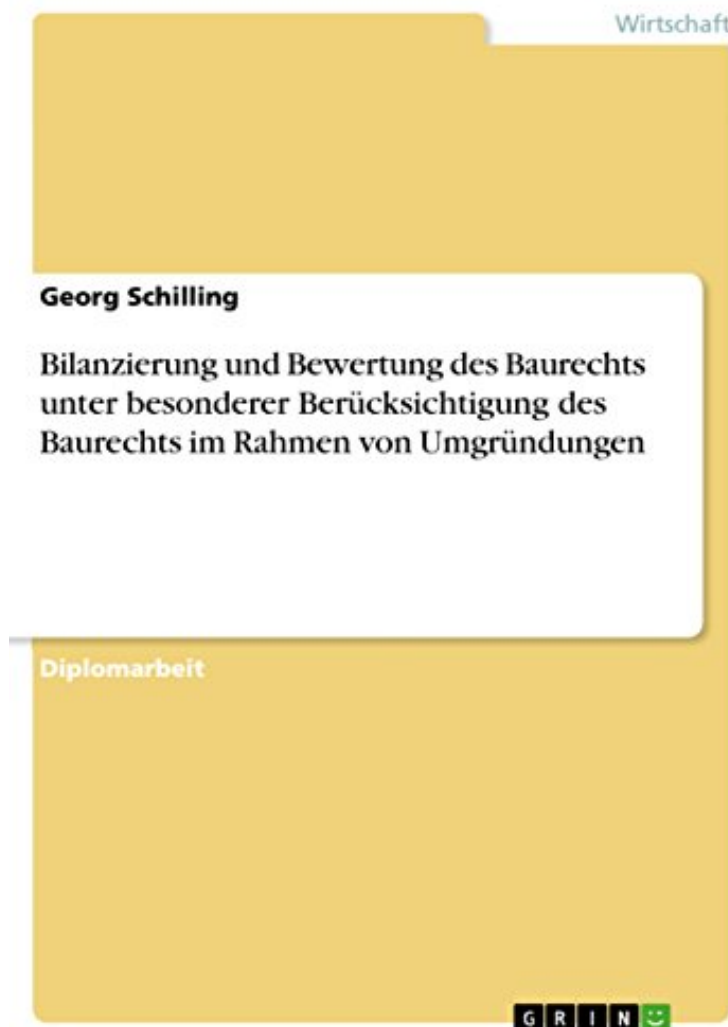 Wirtschaft
Georg Schilling
Bilanzierung und Bewertung des Baurechts
unter besonderer Berücksichtigung des
Baurechts im Rahmen von Umgründungen
Diplomarbeit
GRIN